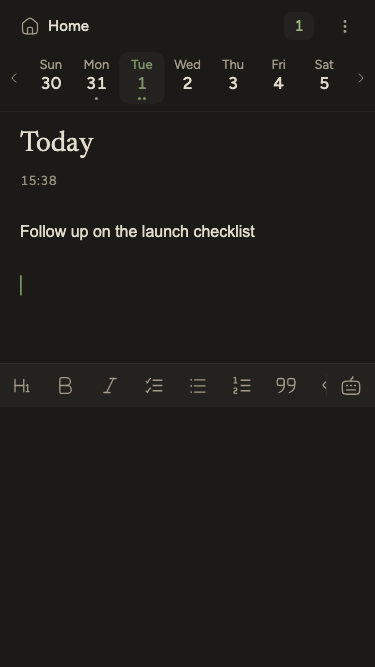 Home
1
Sun Mon Tue Wed Thu Fri Sat
30 31 1 2 3 4 5
Today
15:38
Follow up on the launch checklist
H1 B I 99